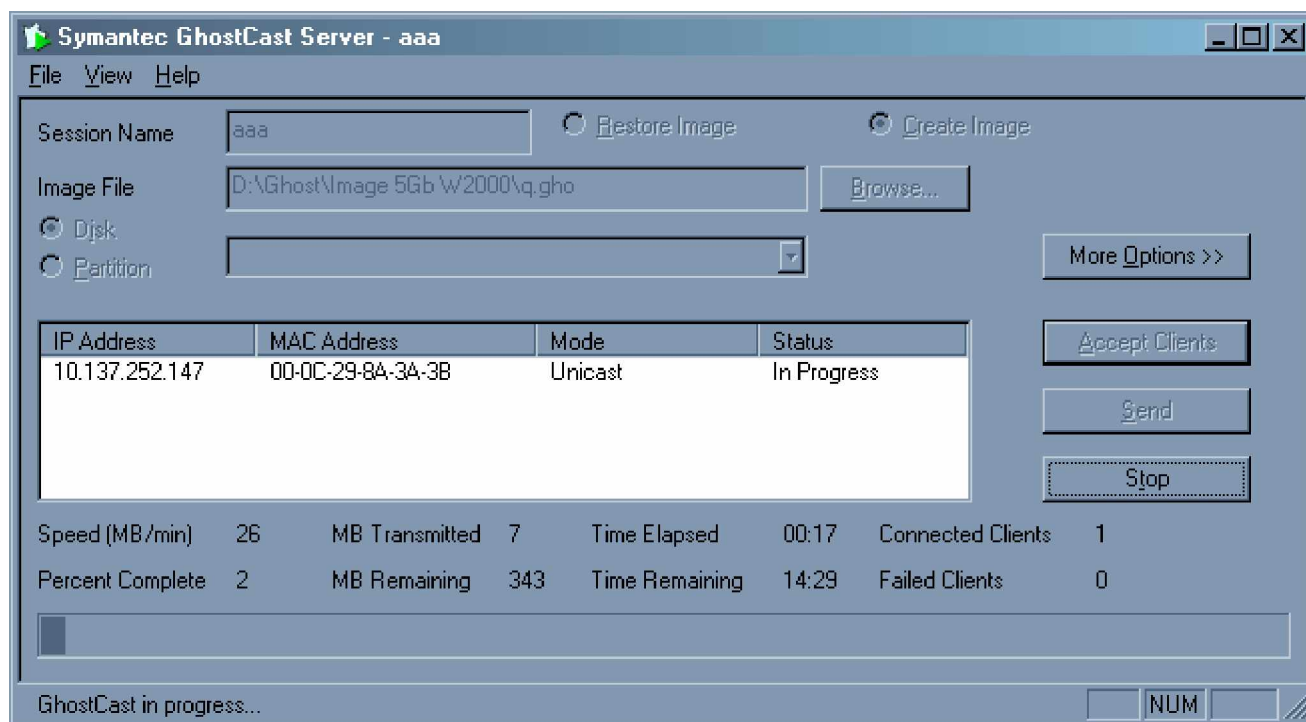 Symantec GhostCast Server - aaa
File View Help
Session Name aaa Restore Image Create Image
Image File D:\Ghost\Image 5Gb W2000\q.gho Browse...
Disk
Partition
More Options >>
IP Address MAC Address Mode Status
10.137.252.147 00-0C-29-8A-3A-3B Unicast In Progress
Accept Clients
Send
Stop
Speed (MB/min) 26 MB Transmitted 7 Time Elapsed 00:17 Connected Clients 1
Percent Complete 2 MB Remaining 343 Time Remaining 14:29 Failed Clients 0
GhostCast in progress... NUM